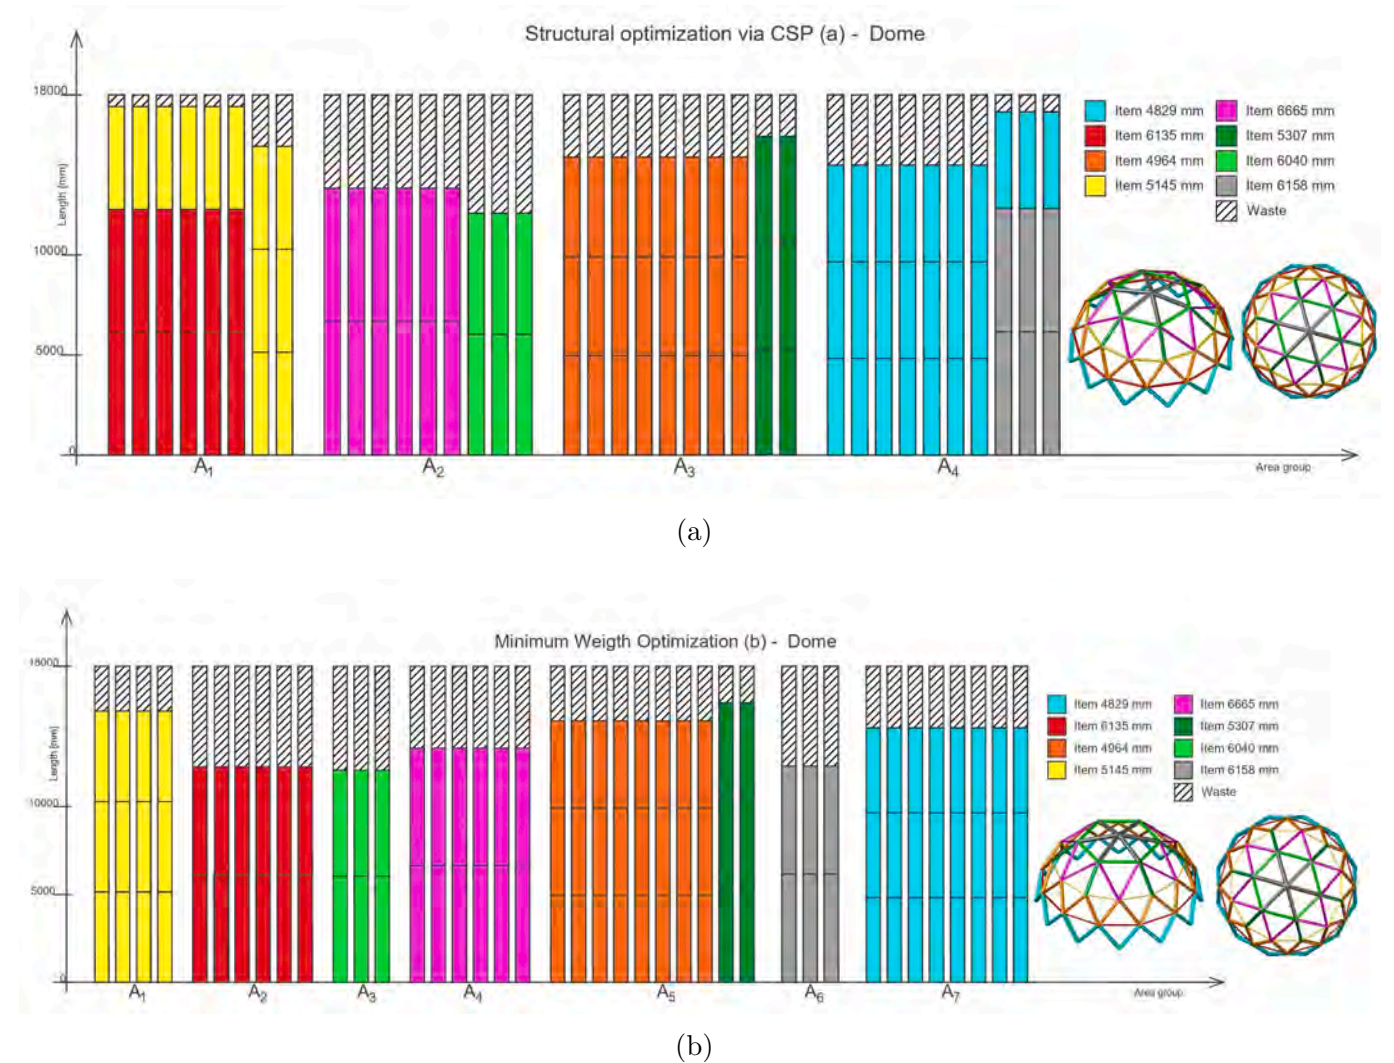 Structural optimization via CSP (a) - Dome
18000
10000
5000
0
Length [mm]
A1
A2
A3
A4
Area group
Item 4829 mm
Item 6665 mm
Item 6135 mm
Item 5307 mm
Item 4964 mm
Item 6040 mm
Item 5145 mm
Item 6158 mm
Waste
(a)
Minimum Weigth Optimization (b) - Dome
18000
10000
5000
0
Length [mm]
A1
A2
A3
A4
A5
A6
A7
Area group
Item 4829 mm
Item 6665 mm
Item 6135 mm
Item 5307 mm
Item 4964 mm
Item 6040 mm
Item 5145 mm
Item 6158 mm
Waste
(b)